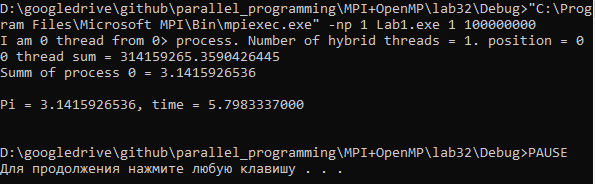 D:\googledrive\github\parallel_programming\MPI+OpenMP\lab32\Debug>"C:\Prog
ram Files\Microsoft MPI\Bin\mpiexec.exe" -np 1 Lab1.exe 1 100000000
I am 0 thread from 0> process. Number of hybrid threads = 1. position = 0
0 thread sum = 314159265.3590426445
Summ of process 0 = 3.1415926536
Pi = 3.1415926536, time = 5.7983337000
D:\googledrive\github\parallel_programming\MPI+OpenMP\lab32\Debug>PAUSE
Для продолжения нажмите любую клавишу . . .